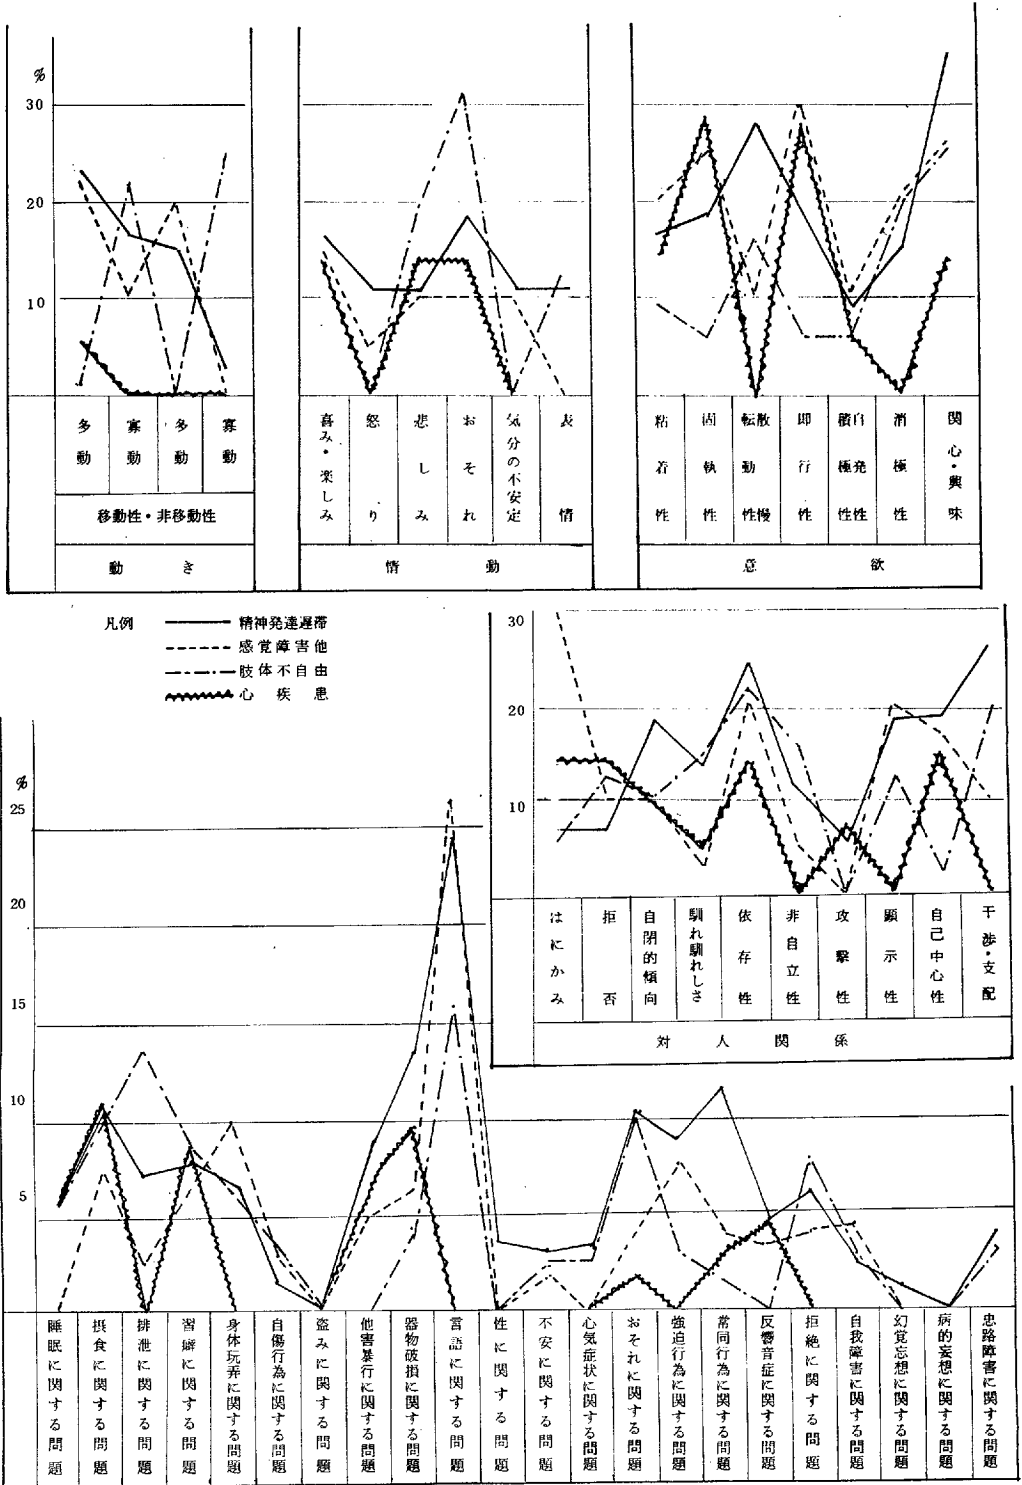 %
30
20
10
多動
寡動
多動
寡動
移動性・非移動性
動き
喜み・楽しみ
怒り
悲しみ
おそれ
気分の不安定
表情
情動
粘着性
固執性
転動性
散慢
即行性
積極性
自発性
消極性
関心・興味
意欲
凡例
精神発達遅滞
感覚障害他
肢体不自由
心疾患
30
20
10
はにかみ
拒否
自閉的傾向
馴れ馴れしさ
依存性
非自立性
攻撃性
顕示性
自己中心性
干渉・支配
対人関係
%
25
20
15
10
5
睡眠に関する問題
摂食に関する問題
排泄に関する問題
習癖に関する問題
身体玩弄に関する問題
自傷行為に関する問題
盗みに関する問題
他害暴行に関する問題
器物破損に関する問題
言語に関する問題
性に関する問題
不安に関する問題
心気症状に関する問題
おそれに関する問題
強迫行為に関する問題
常同行為に関する問題
反響音症に関する問題
拒絶に関する問題
自我障害に関する問題
幻覚忘想に関する問題
病的妄想に関する問題
思路障害に関する問題